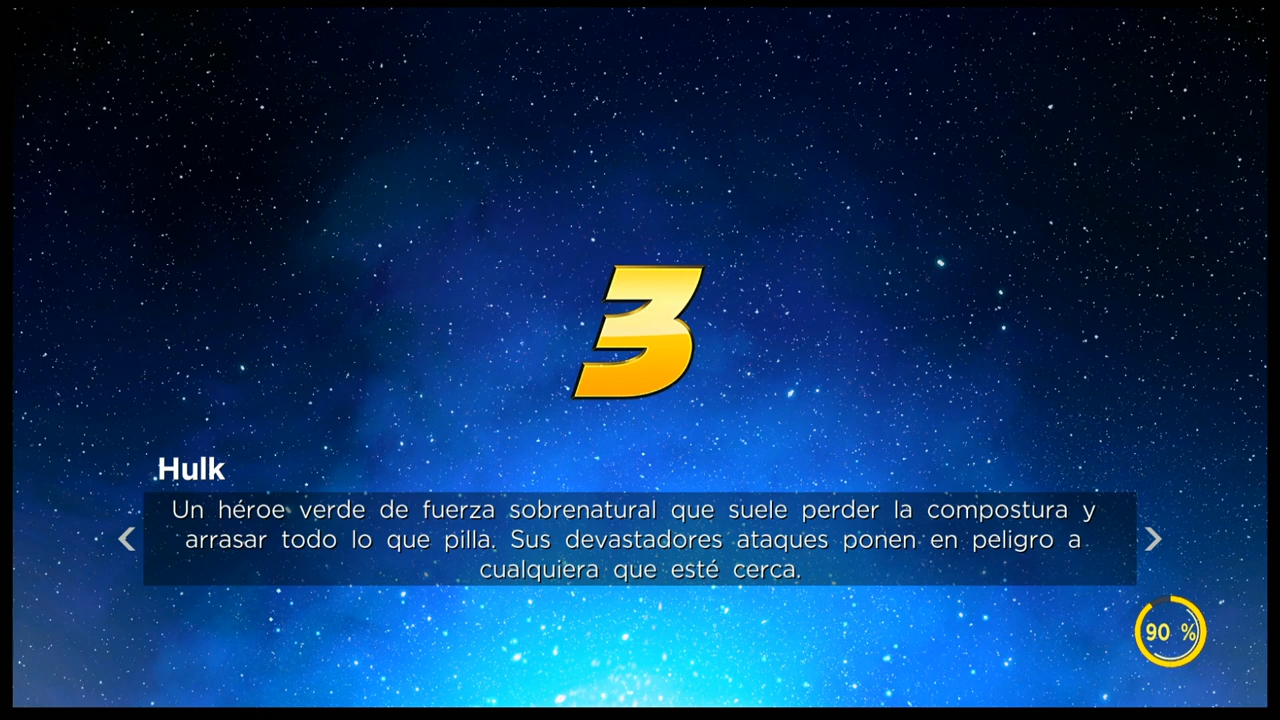 3
Hulk
Un héroe verde de fuerza sobrenatural que suele perder la compostura y
arrasar todo lo que pilla. Sus devastadores ataques ponen en peligro a
cualquiera que esté cerca.
90 %